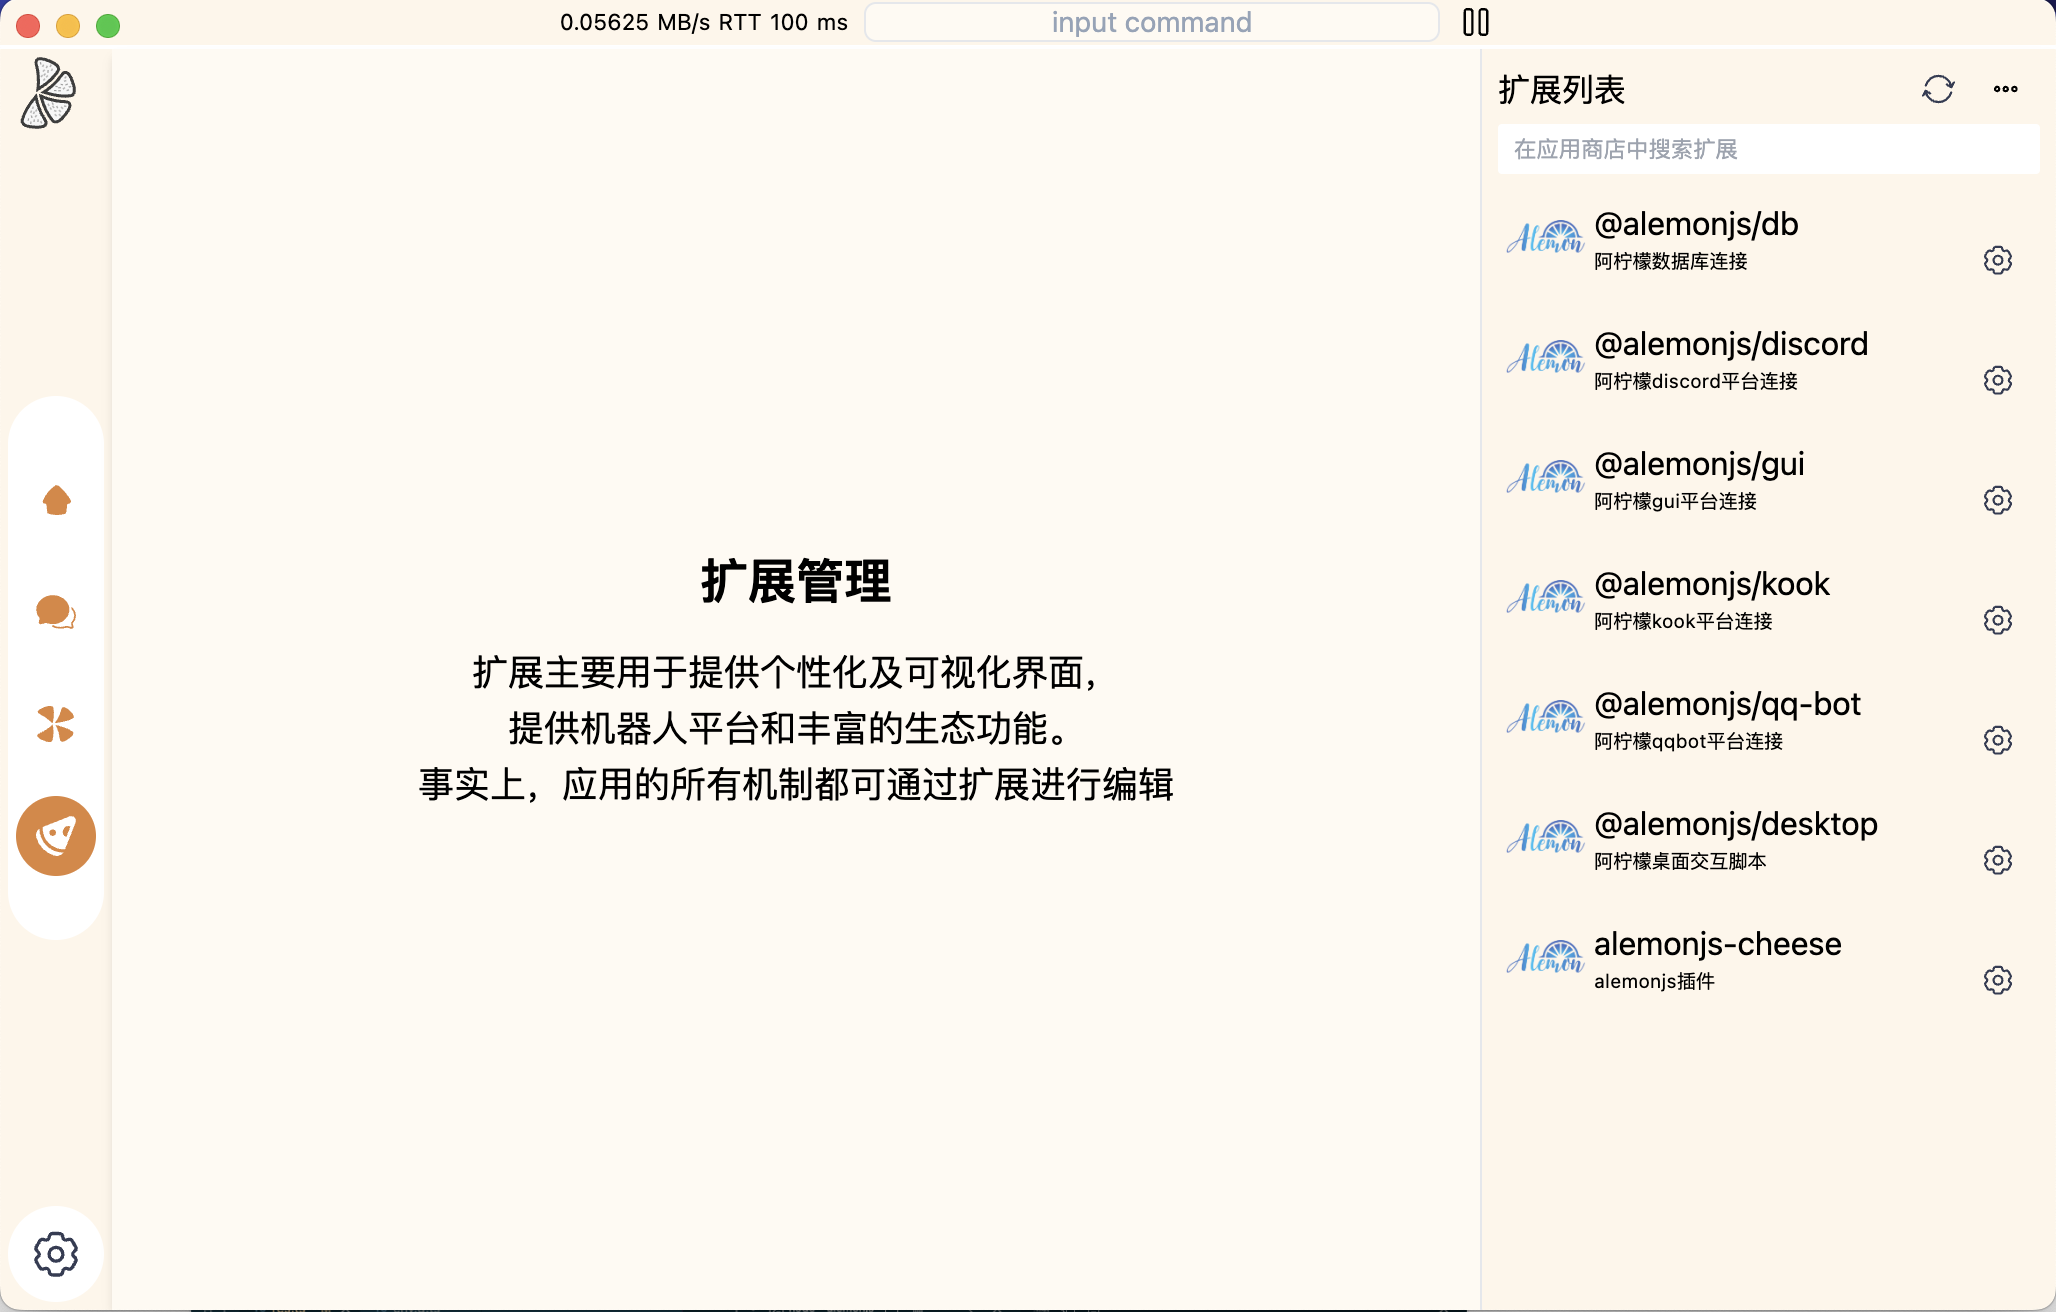 0.05625 MB/s RTT 100 ms
input command
扩展列表
在应用商店中搜索扩展
Alemon
@alemonjs/db
阿柠檬数据库连接
Alemon
@alemonjs/discord
阿柠檬discord平台连接
Alemon
@alemonjs/gui
阿柠檬gui平台连接
Alemon
@alemonjs/kook
阿柠檬kook平台连接
Alemon
@alemonjs/qq-bot
阿柠檬qqbot平台连接
Alemon
@alemonjs/desktop
阿柠檬桌面交互脚本
Alemon
alemonjs-cheese
alemonjs插件
扩展管理
扩展主要用于提供个性化及可视化界面，
提供机器人平台和丰富的生态功能。
事实上，应用的所有机制都可通过扩展进行编辑